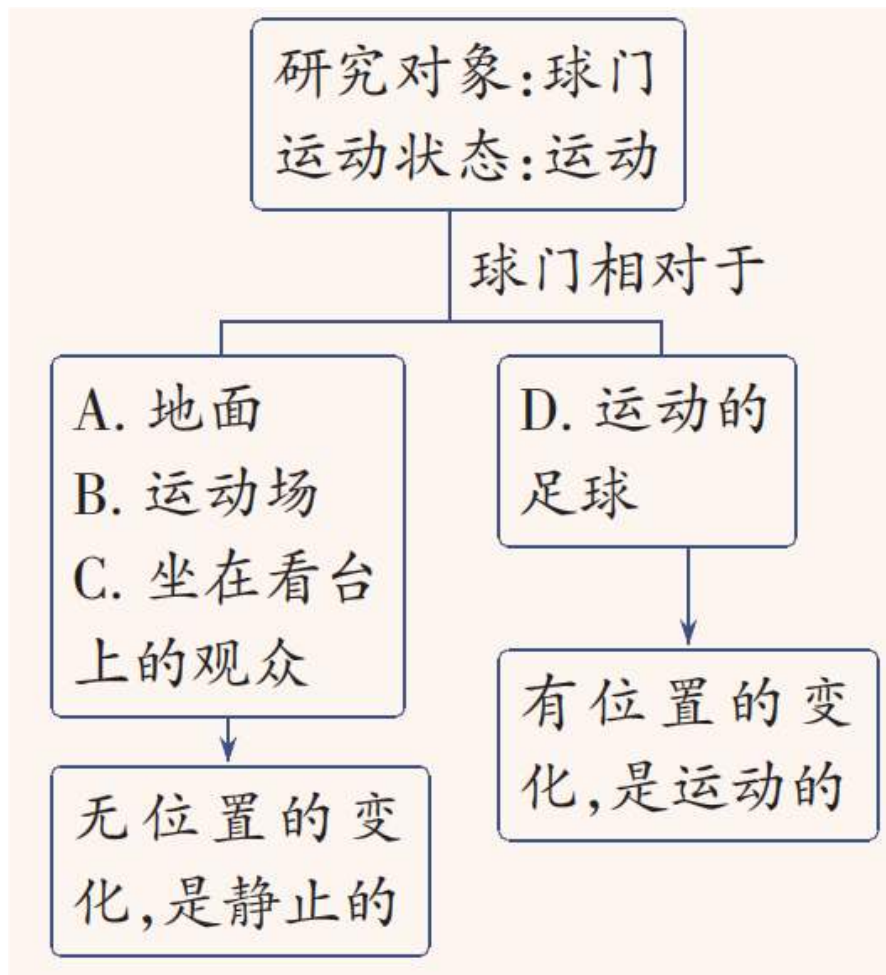 研究对象:球门
运动状态:运动
球门相对于
A. 地面
B. 运动场
C. 坐在看台
上的观众
D. 运动的
足球
无位置的变
化,是静止的
有位置的变
化,是运动的